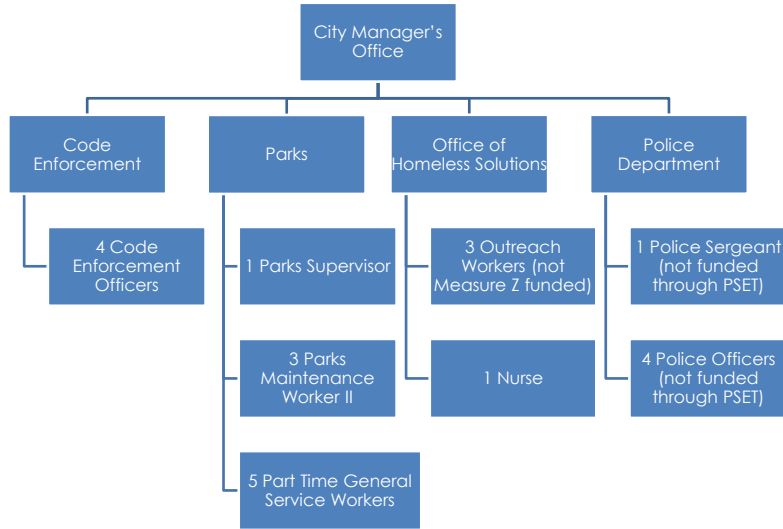 City Manager’s
Office
Code
Enforcement
Parks
Office of
Homeless Solutions
Police
Department
4 Code
Enforcement
Officers
1 Parks Supervisor
3 Outreach
Workers (not
Measure Z funded)
1 Police Sergeant
(not funded
through PSET)
3 Parks
Maintenance
Worker II
1 Nurse
4 Police Officers
(not funded
through PSET)
5 Part Time General
Service Workers